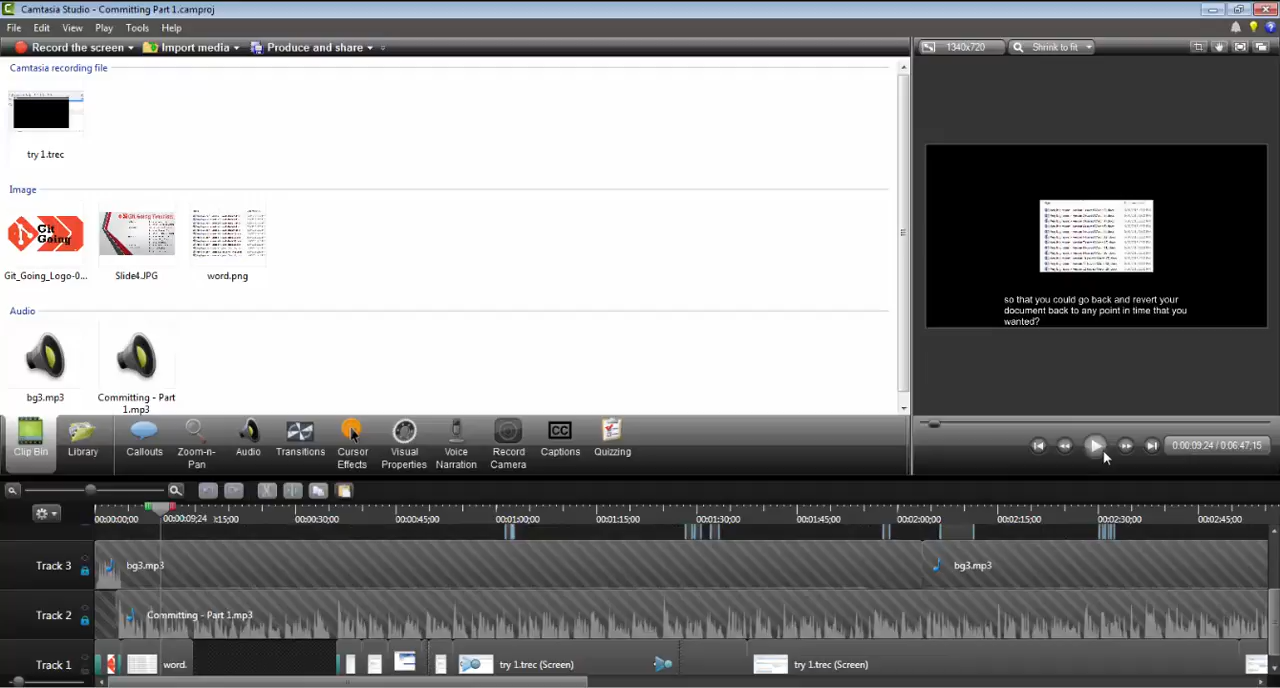 Camtasia Studio - Committing Part 1.camproj
File Edit View Play Tools Help
Record the screen Import media Produce and share
1340x720 Shrink to fit
Camtasia recording file
try 1.trec
Image
Git Going
Git_Going_Logo-0... Slide4.JPG word.png
Audio
bg3.mp3 Committing - Part
1.mp3
so that you could go back and revert your
document back to any point in time that you
wanted?
Clip Bin Library Callouts Zoom-n-
Pan Audio Transitions Cursor
Effects Visual
Properties Voice
Narration Record
Camera CC
Captions Quizzing
0:00:09;24 / 0:06:47;15
00:00:00;00 00:00:09;24 :15;00 00:00:30;00 00:00:45;00 00:01:00;00 00:01:15;00 00:01:30;00 00:01:45;00 00:02:00;00 00:02:15;00 00:02:30;00 00:02:45;00
Track 3 bg3.mp3 bg3.mp3
Track 2 Committing - Part 1.mp3
Track 1 word. try 1.trec (Screen) try 1.trec (Screen)